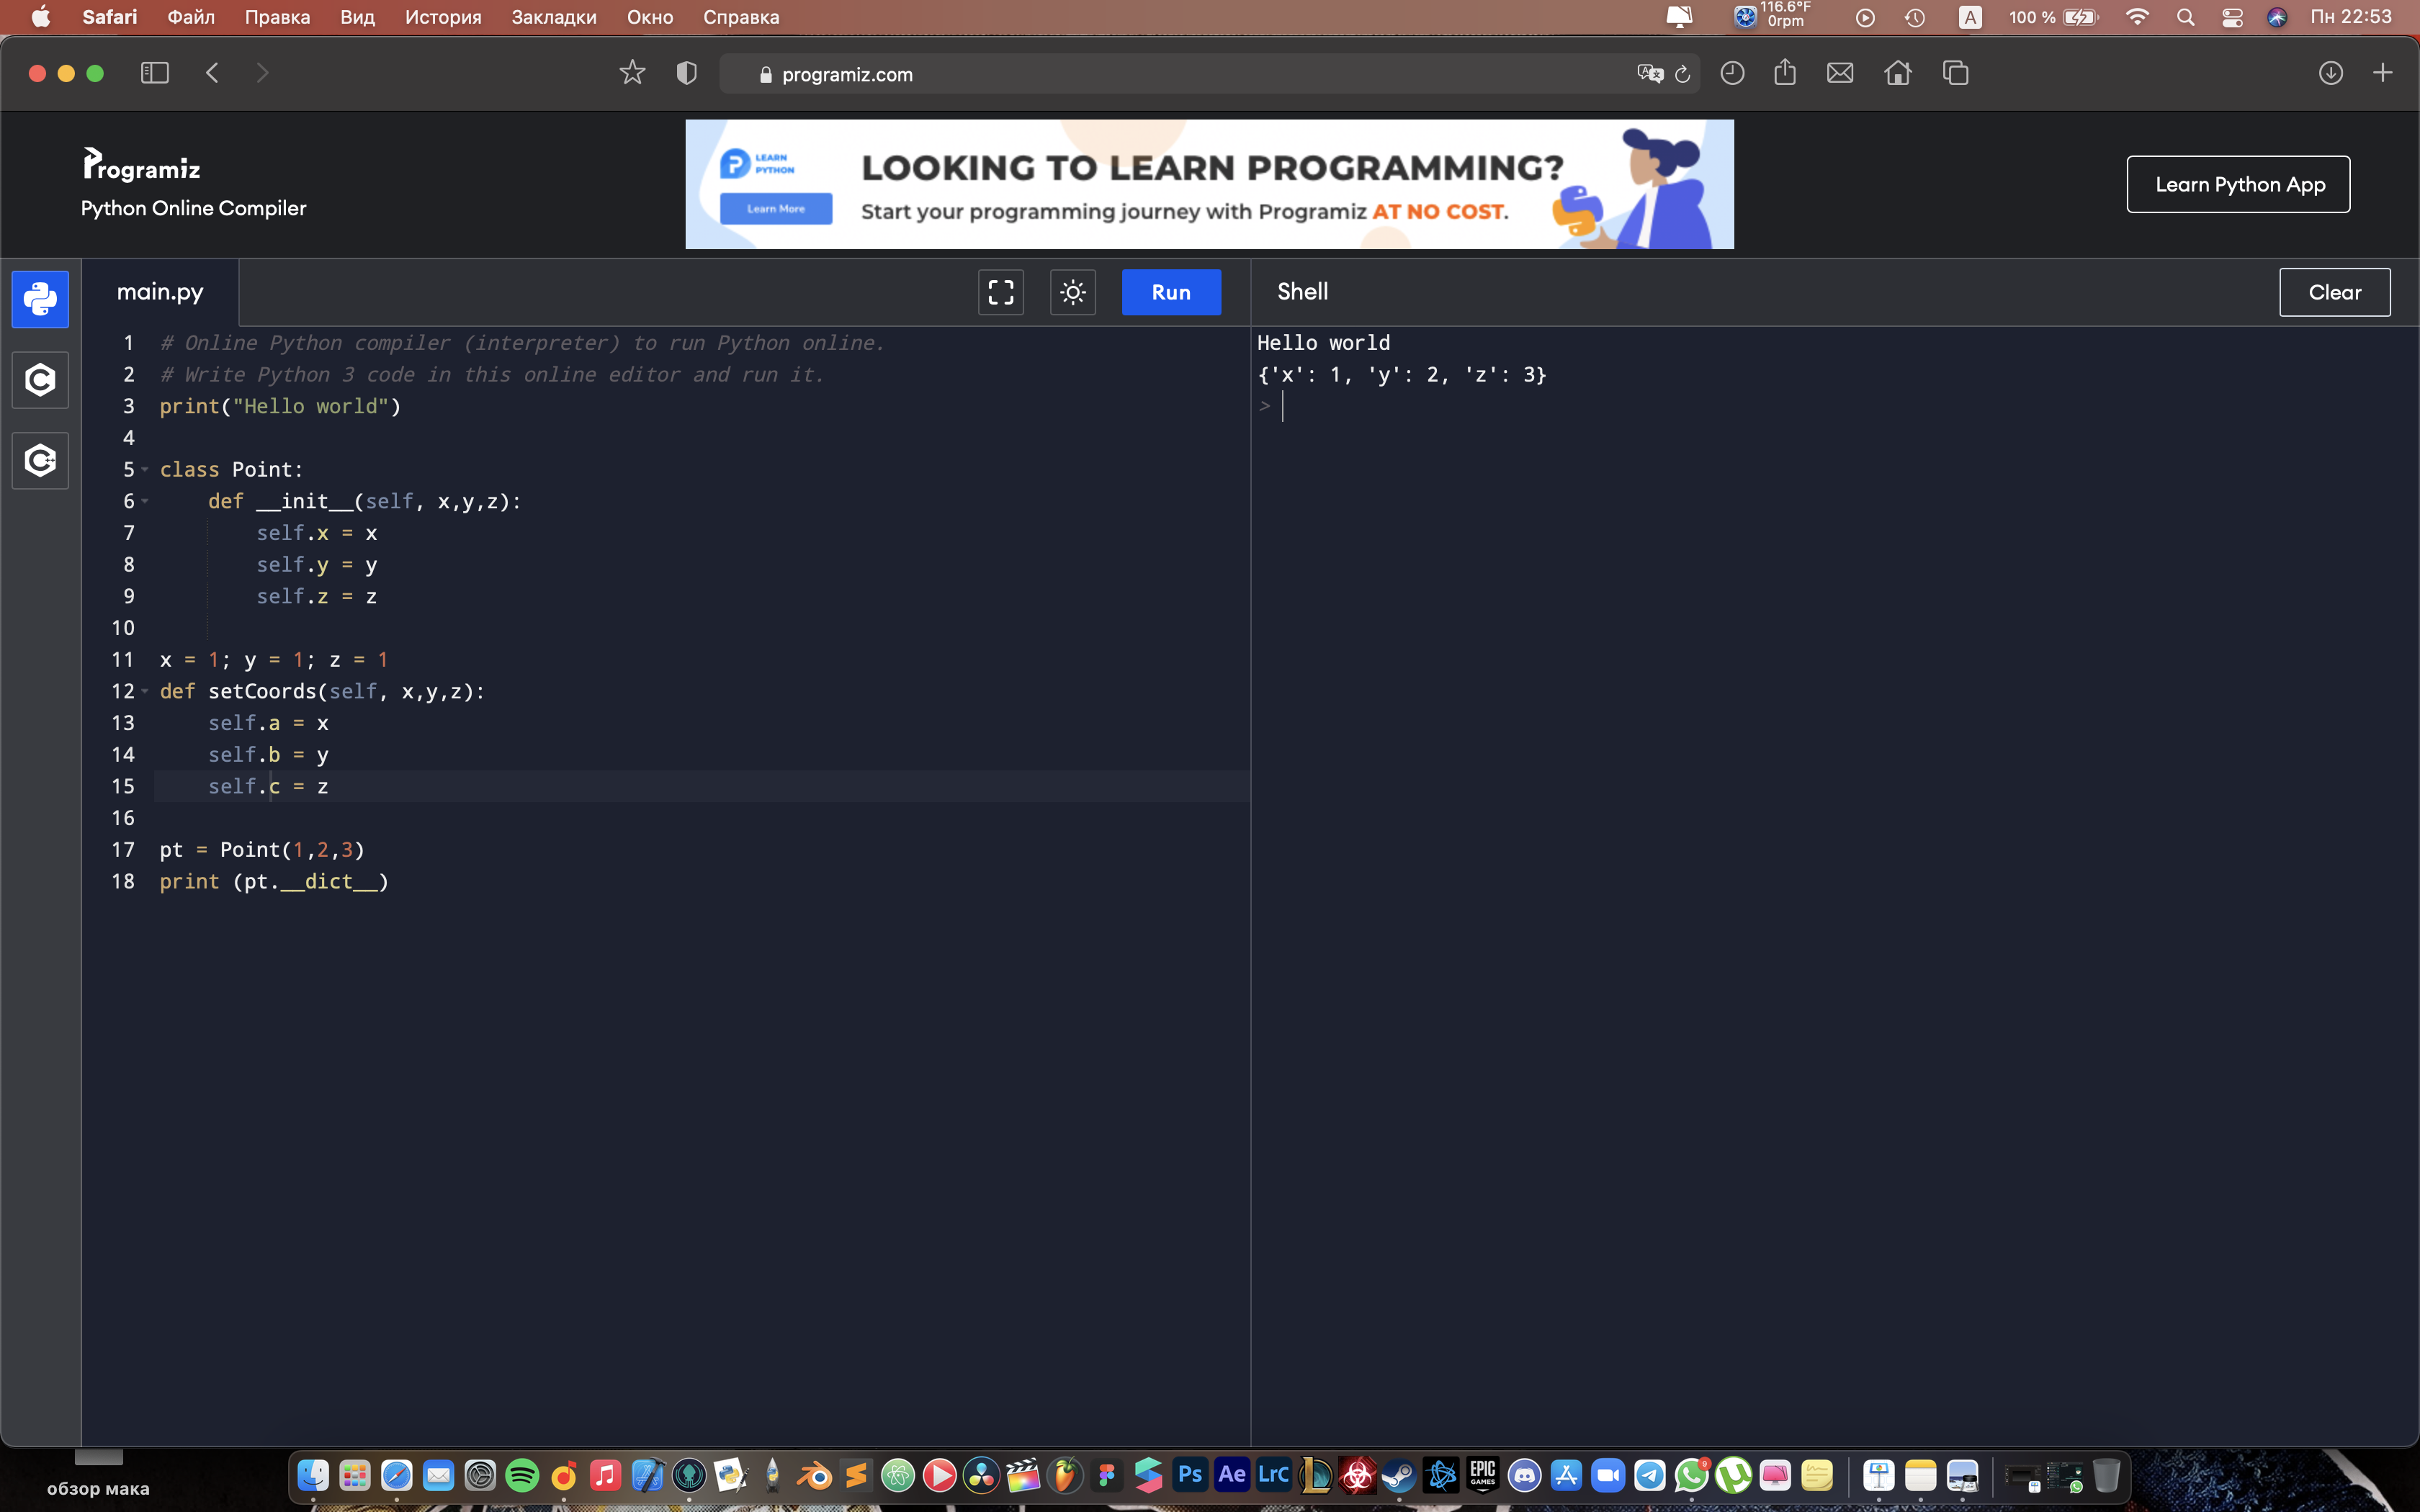 Safari Файл Правка Вид История Закладки Окно Справка 116.6°F 0rpm A 100 % Пн 22:53
programiz.com
Programiz
Python Online Compiler
LEARN PYTHON
Learn More
LOOKING TO LEARN PROGRAMMING?
Start your programming journey with Programiz AT NO COST.
Learn Python App
main.py Run Shell Clear
1 # Online Python compiler (interpreter) to run Python online.
2 # Write Python 3 code in this online editor and run it.
3 print("Hello world")
4
5 class Point:
6     def __init__(self, x,y,z):
7         self.x = x
8         self.y = y
9         self.z = z
10
11 x = 1; y = 1; z = 1
12 def setCoords(self, x,y,z):
13     self.a = x
14     self.b = y
15     self.c = z
16
17 pt = Point(1,2,3)
18 print (pt.__dict__)
Hello world
{'x': 1, 'y': 2, 'z': 3}
>
обзор мака
Ps Ae LrC EPIC GAMES 9